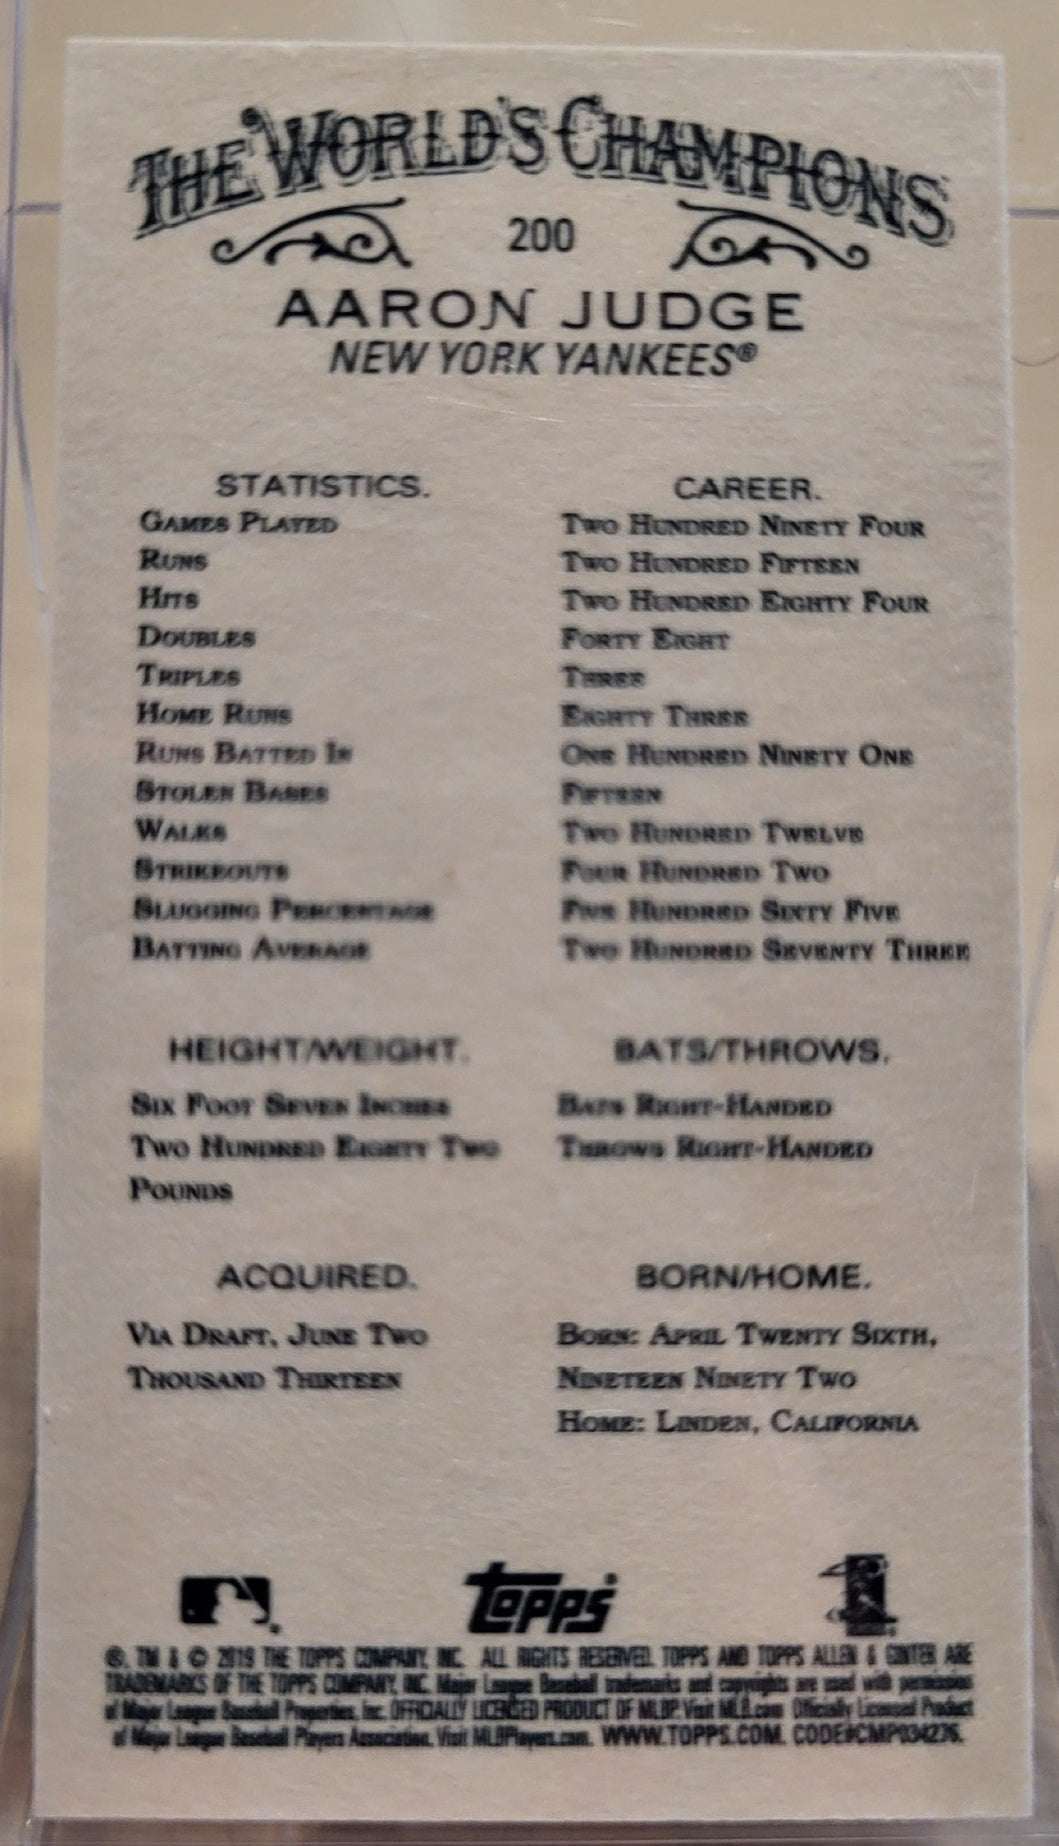 THE WORLD'S CHAMPIONS
200
AARON JUDGE
NEW YORK YANKEES®
STATISTICS. CAREER.
GAMES PLAYED TWO HUNDRED NINETY FOUR
RUNS TWO HUNDRED FIFTEEN
HITS TWO HUNDRED EIGHTY FOUR
DOUBLES FORTY EIGHT
TRIPLES THREE
HOME RUNS EIGHTY THREE
RUNS BATTED IN ONE HUNDRED NINETY ONE
STOLEN BASES FIFTEEN
WALKS TWO HUNDRED TWELVE
STRIKEOUTS FOUR HUNDRED TWO
SLUGGING PERCENTAGE FIVE HUNDRED SIXTY FIVE
BATTING AVERAGE TWO HUNDRED SEVENTY THREE
HEIGHT/WEIGHT.
SIX FOOT SEVEN INCHES
TWO HUNDRED EIGHTY TWO
POUNDS
BATS/THROWS.
BATS RIGHT-HANDED
THROWS RIGHT-HANDED
ACQUIRED.
VIA DRAFT, JUNE TWO
THOUSAND THIRTEEN
BORN/HOME.
BORN: APRIL TWENTY SIXTH,
NINETEEN NINETY TWO
HOME: LINDEN, CALIFORNIA
TOPPS®
®, TM & © 2019 THE TOPPS COMPANY, INC. ALL RIGHTS RESERVED. TOPPS AND TOPPS ALLEN & GINTER ARE
TRADEMARKS OF THE TOPPS COMPANY, INC. Major League Baseball trademarks and copyrights are used with permission
of Major League Baseball Properties, Inc. OFFICIALLY LICENSED PRODUCT OF MLBP. Visit MLB.com Officially Licensed Product
of Major League Baseball Players Association. Visit MLBPlayers.com. WWW.TOPPS.COM. CODE#CMP034276.